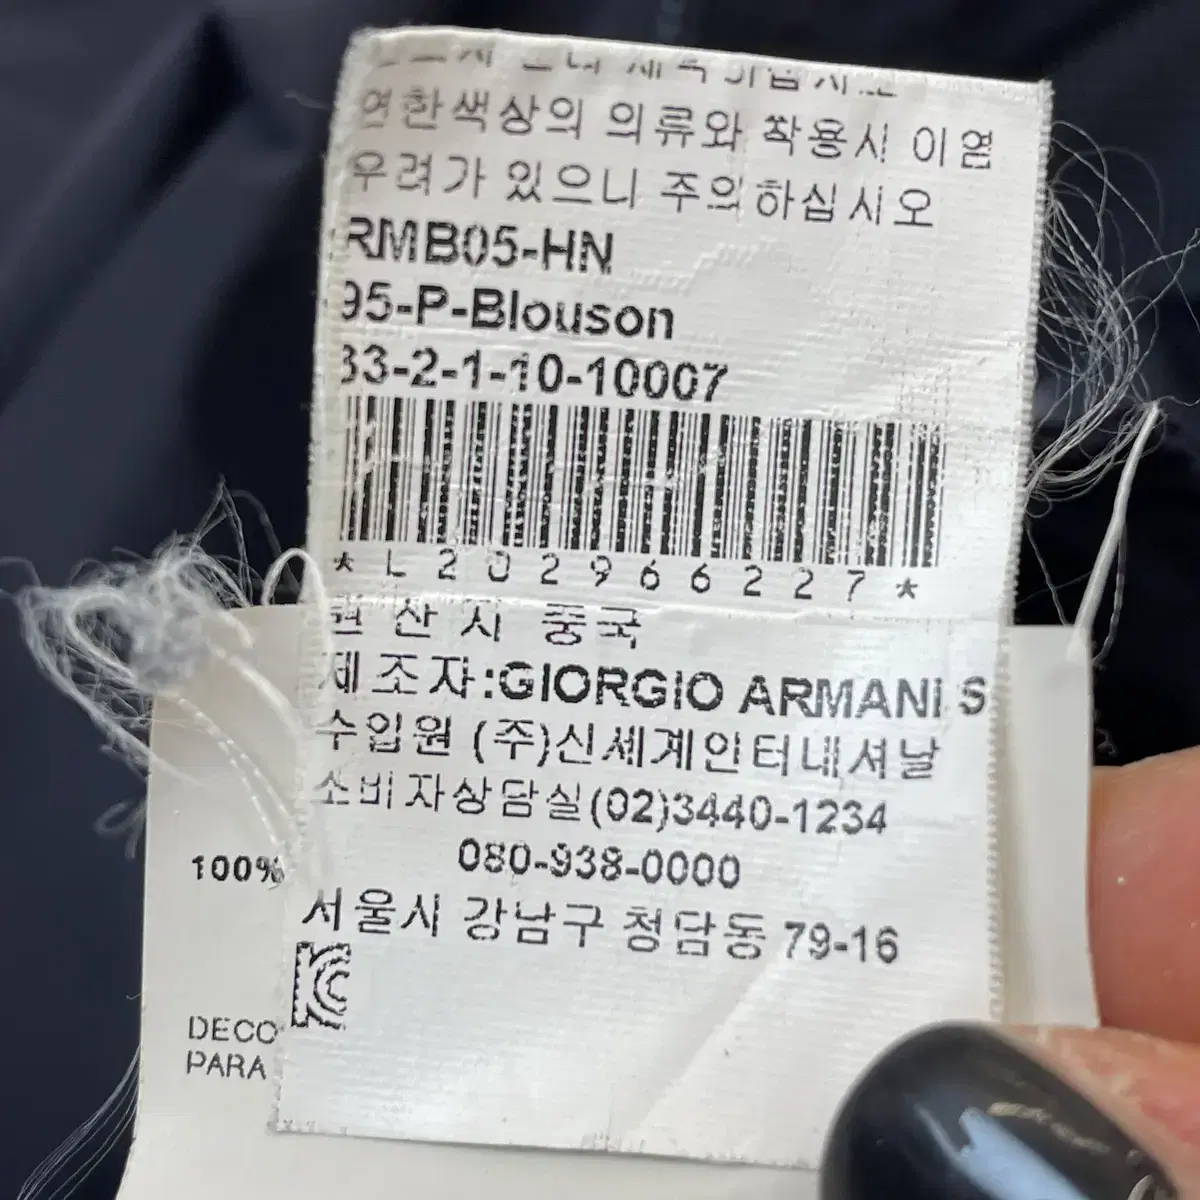 연한색상의 의류와 착용시 이염
우려가 있으니 주의하십시오
RMB05-HN
95-P-Blouson
33-2-1-10-10007
*L202966227*
원산지 중국
제조자:GIORGIO ARMANI S
수입원 (주)신세계인터내셔날
소비자상담실(02)3440-1234
080-938-0000
100%
서울시 강남구 청담동 79-16
KC
DECO
PARA